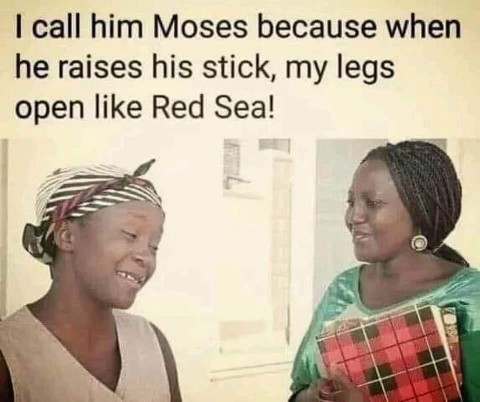 I call him Moses because when
he raises his stick, my legs
open like Red Sea!